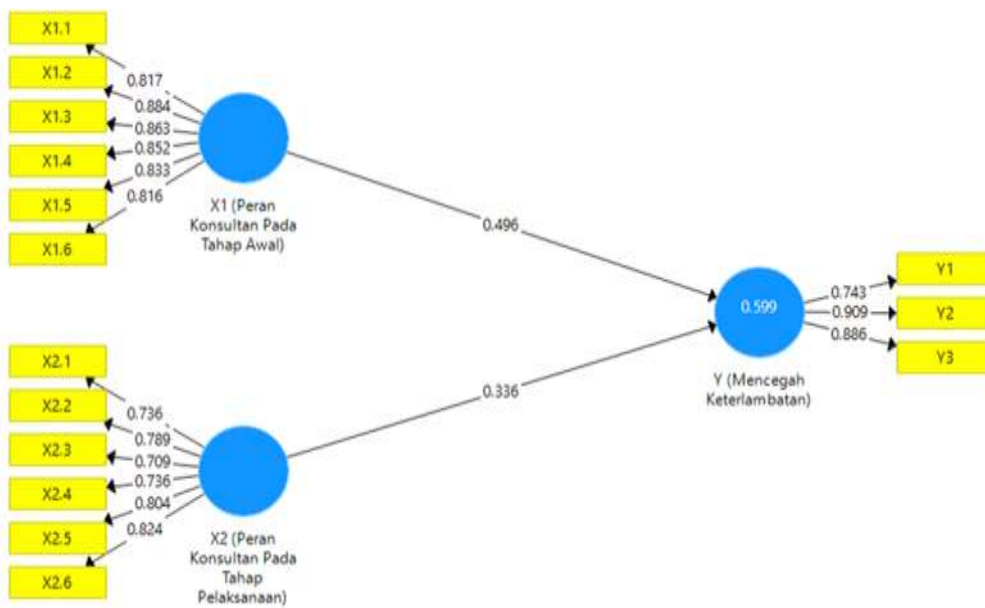 X1.1
X1.2
X1.3
X1.4
X1.5
X1.6
0.817
0.884
0.863
0.852
0.833
0.816
X1 (Peran
Konsultan Pada
Tahap Awal)
0.496
X2.1
X2.2
X2.3
X2.4
X2.5
X2.6
0.736
0.789
0.709
0.736
0.804
0.824
X2 (Peran
Konsultan Pada
Tahap
Pelaksanaan)
0.336
0.599
Y (Mencegah
Keterlambatan)
0.743
0.909
0.886
Y1
Y2
Y3